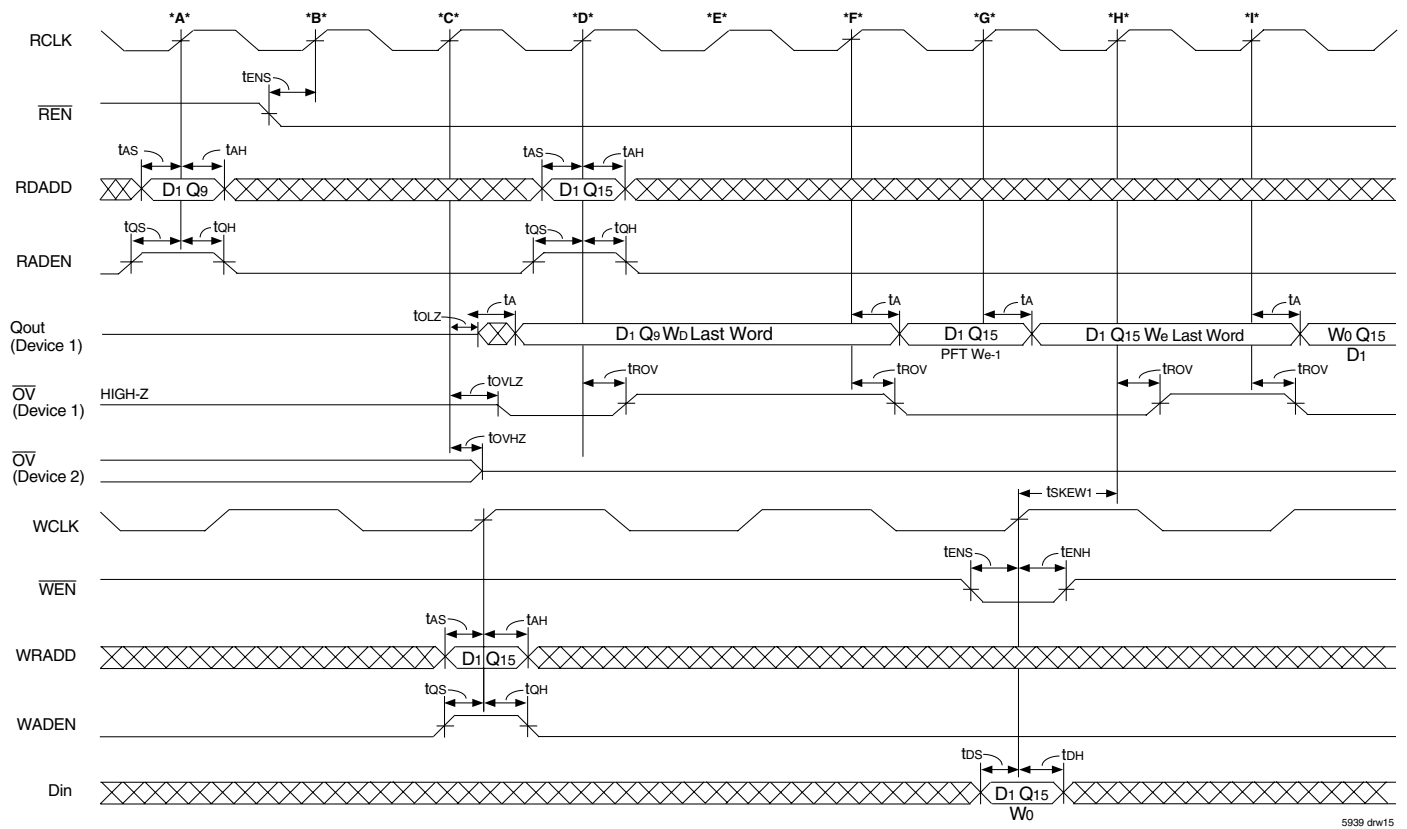 *A* *B* *C* *D* *E* *F* *G* *H* *I*
RCLK
tENS
REN
tAS tAH tAS tAH
RDADD D1 Q9 D1 Q15
tQS tQH tQS tQH
RADEN
tOLZ tA tA tA tA
Qout
(Device 1)
D1 Q9 WD Last Word D1 Q15 D1 Q15 We Last Word W0 Q15
PFT We-1 D1
tOVLZ tROV tROV tROV tROV
OV
(Device 1)
HIGH-Z
tOVHZ
OV
(Device 2)
tSKEW1
WCLK
tENS tENH
WEN
tAS tAH
WRADD D1 Q15
tQS tQH
WADEN
tDS tDH
Din D1 Q15
W0
5939 drw15